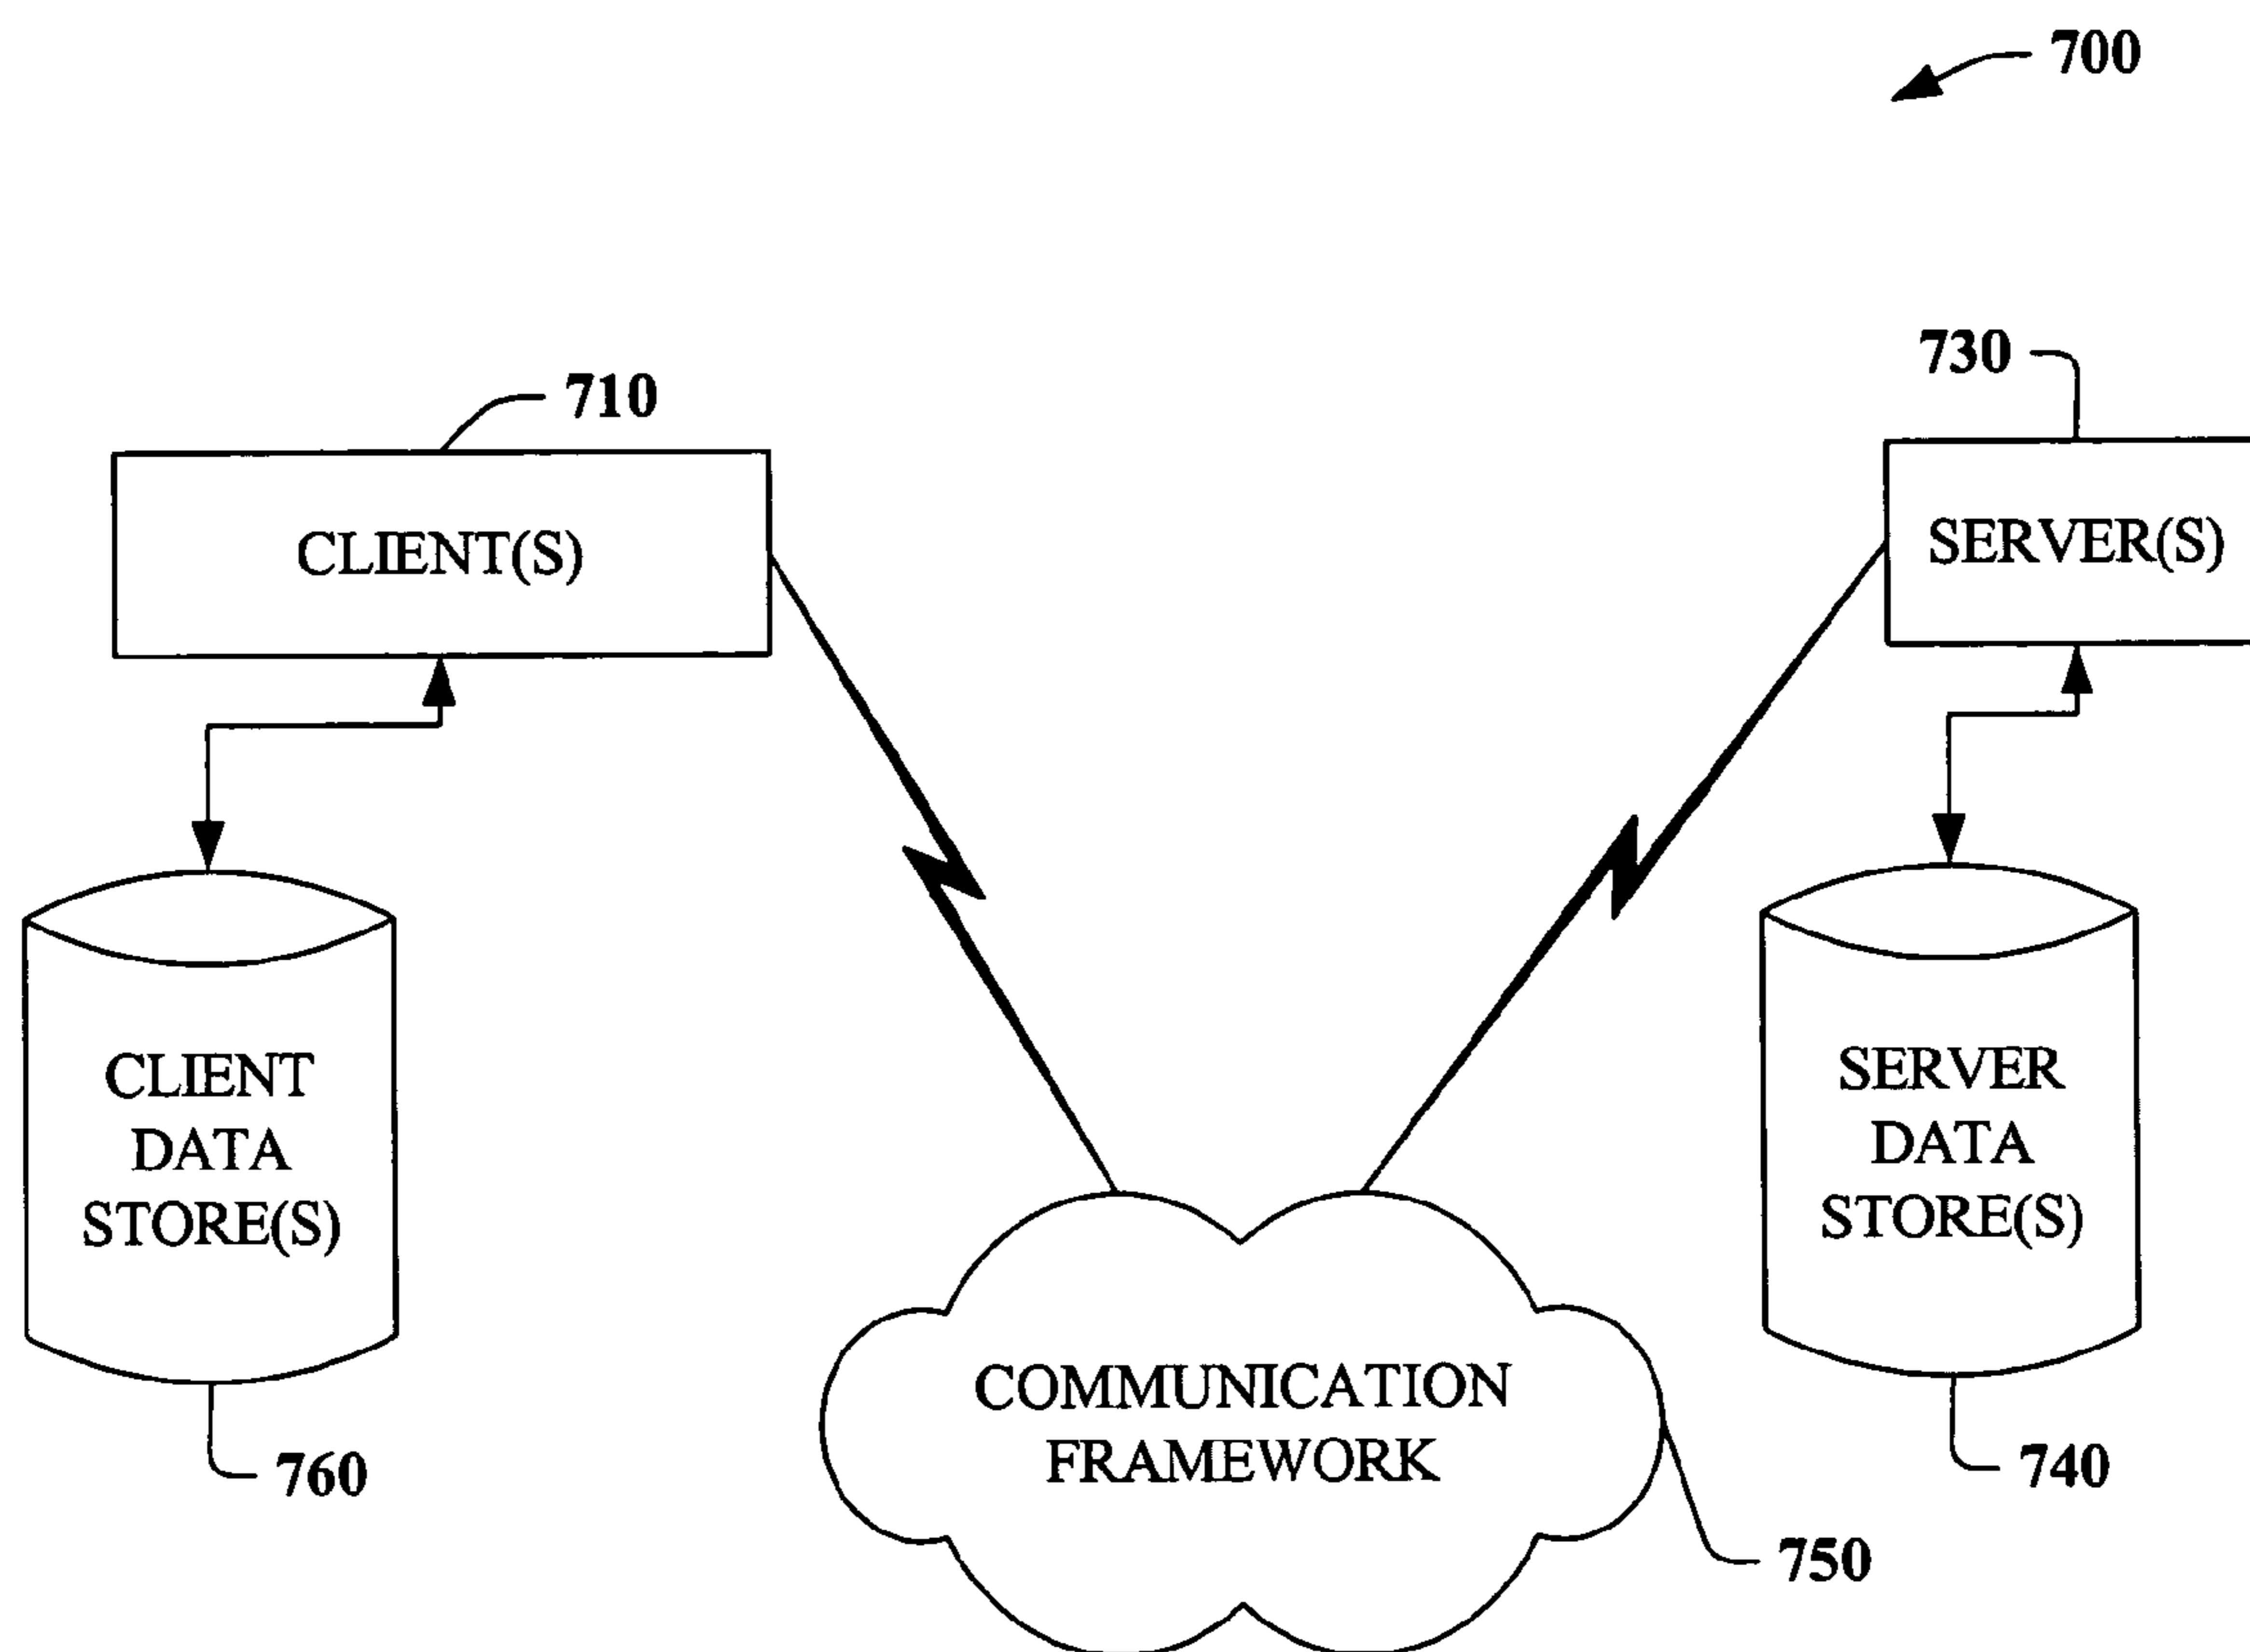 700
710
730
CLIENT(S)
SERVER(S)
CLIENT
DATA
STORE(S)
SERVER
DATA
STORE(S)
COMMUNICATION
FRAMEWORK
760
740
750